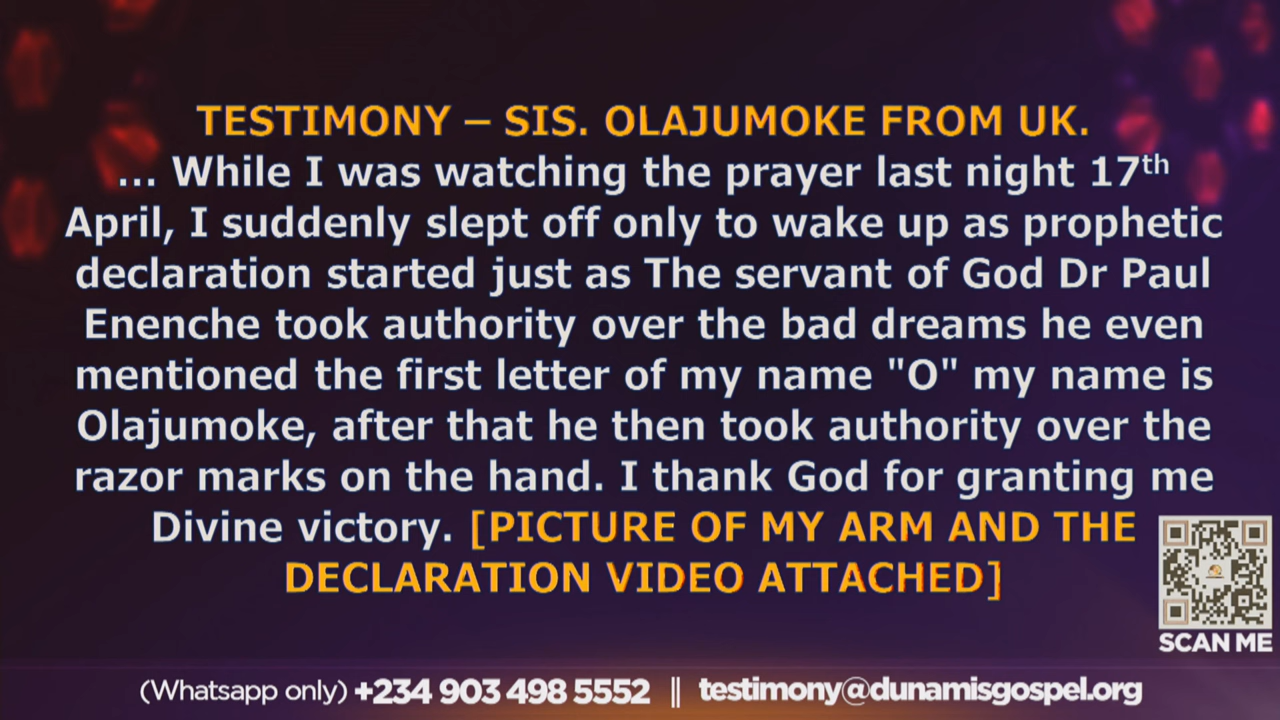 TESTIMONY – SIS. OLAJUMOKE FROM UK.
... While I was watching the prayer last night 17th
April, I suddenly slept off only to wake up as prophetic
declaration started just as The servant of God Dr Paul
Enenche took authority over the bad dreams he even
mentioned the first letter of my name "O" my name is
Olajumoke, after that he then took authority over the
razor marks on the hand. I thank God for granting me
Divine victory. [PICTURE OF MY ARM AND THE
DECLARATION VIDEO ATTACHED]
SCAN ME
(Whatsapp only) +234 903 498 5552 || testimony@dunamisgospel.org